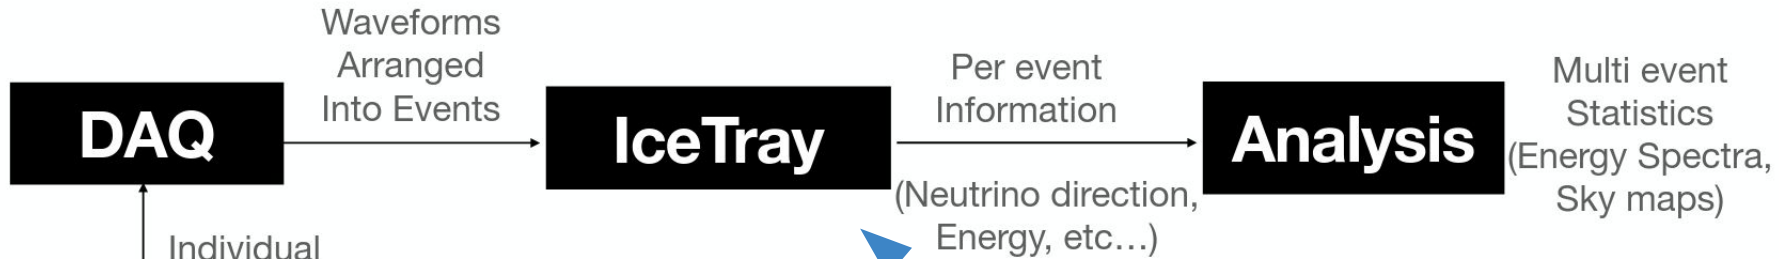 Waveforms
Arranged
Into Events
DAQ
Individual
IceTray
Per event
Information
(Neutrino direction,
Energy, etc...)
Analysis
Multi event
Statistics
(Energy Spectra,
Sky maps)